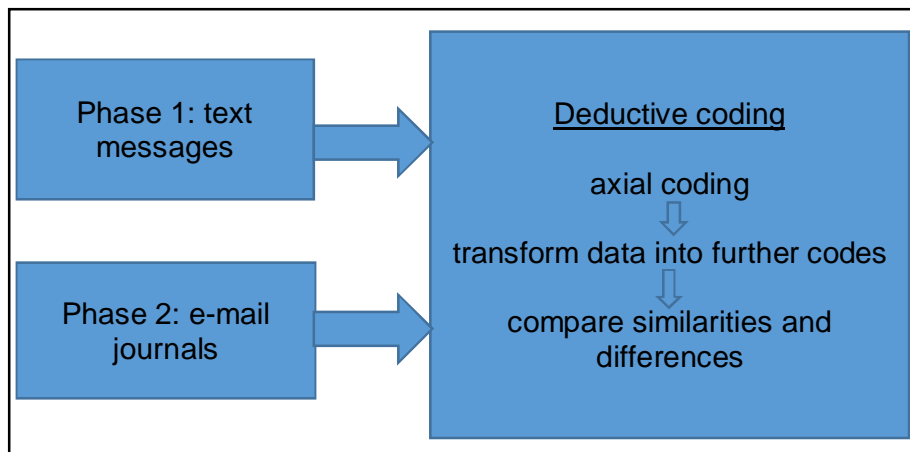 Phase 1: text
messages
Phase 2: e-mail
journals
Deductive coding
axial coding
transform data into further codes
compare similarities and
differences